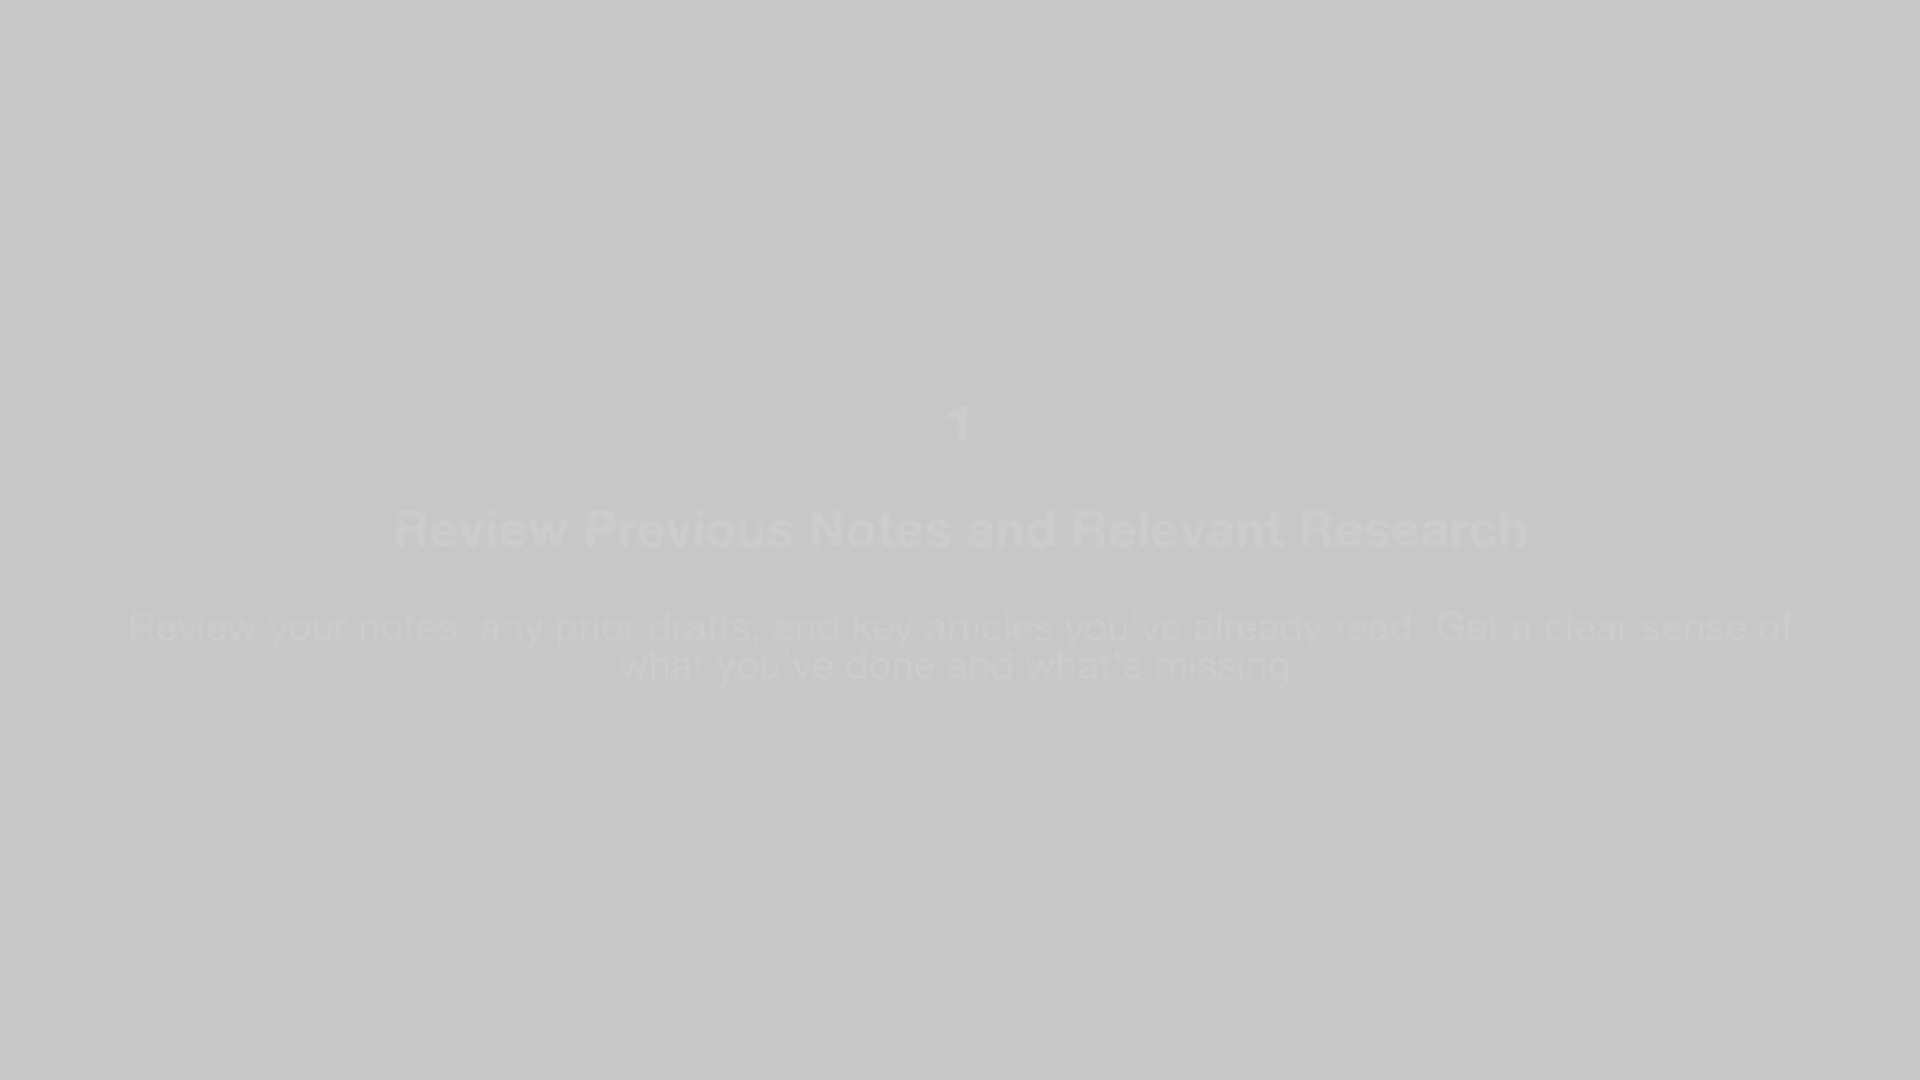 1
Review Previous Notes and Relevant Research
Review your notes, any prior drafts, and key articles you've already read. Get a clear sense of
what you've done and what's missing.